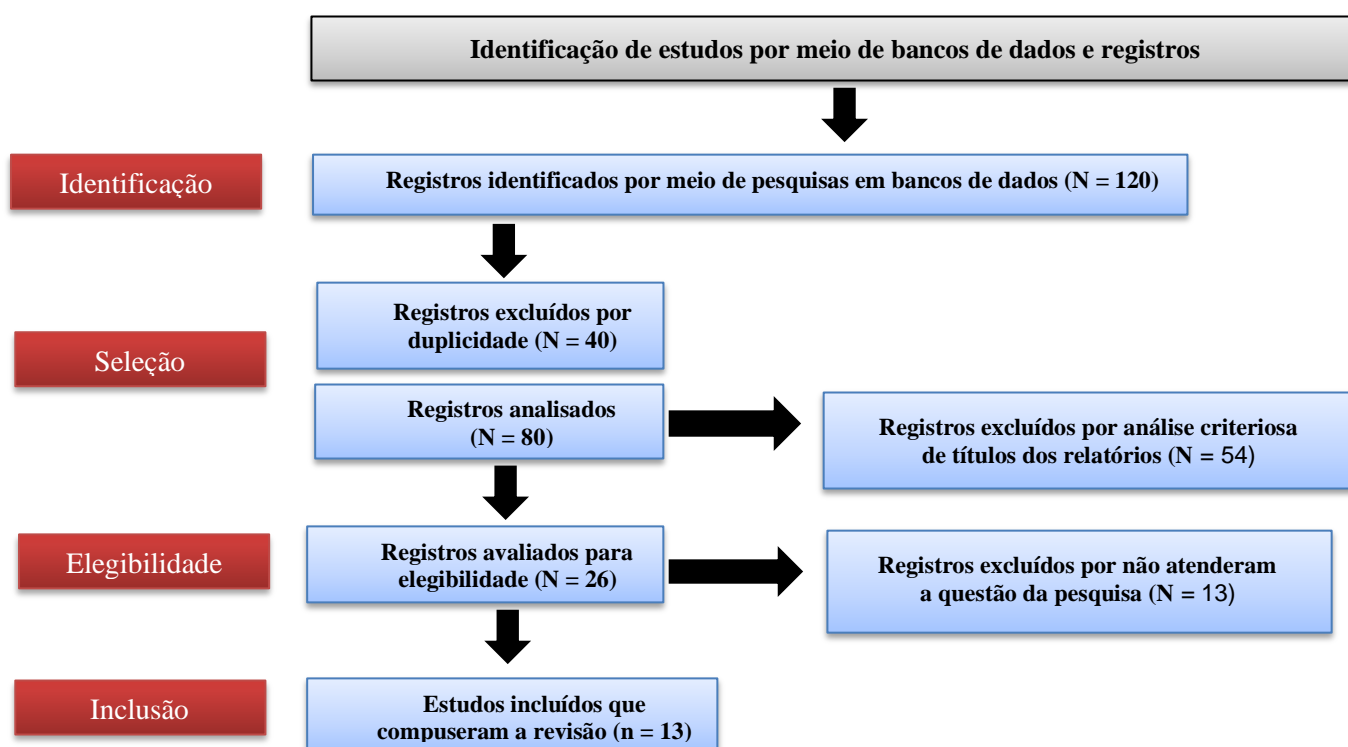 Identificação de estudos por meio de bancos de dados e registros
Identificação
Registros identificados por meio de pesquisas em bancos de dados (N = 120)
Seleção
Registros excluídos por
duplicidade (N = 40)
Registros analisados
(N = 80)
Registros excluídos por análise criteriosa
de títulos dos relatórios (N = 54)
Elegibilidade
Registros avaliados para
elegibilidade (N = 26)
Registros excluídos por não atenderam
a questão da pesquisa (N = 13)
Inclusão
Estudos incluídos que
compuseram a revisão (n = 13)